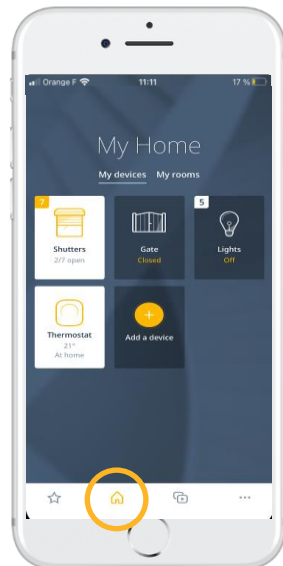 Orange F 11:11 17 %
My Home
My devices My rooms
7
5
Shutters Gate Lights
2/7 open Closed Off
Thermostat Add a device
21°
At home